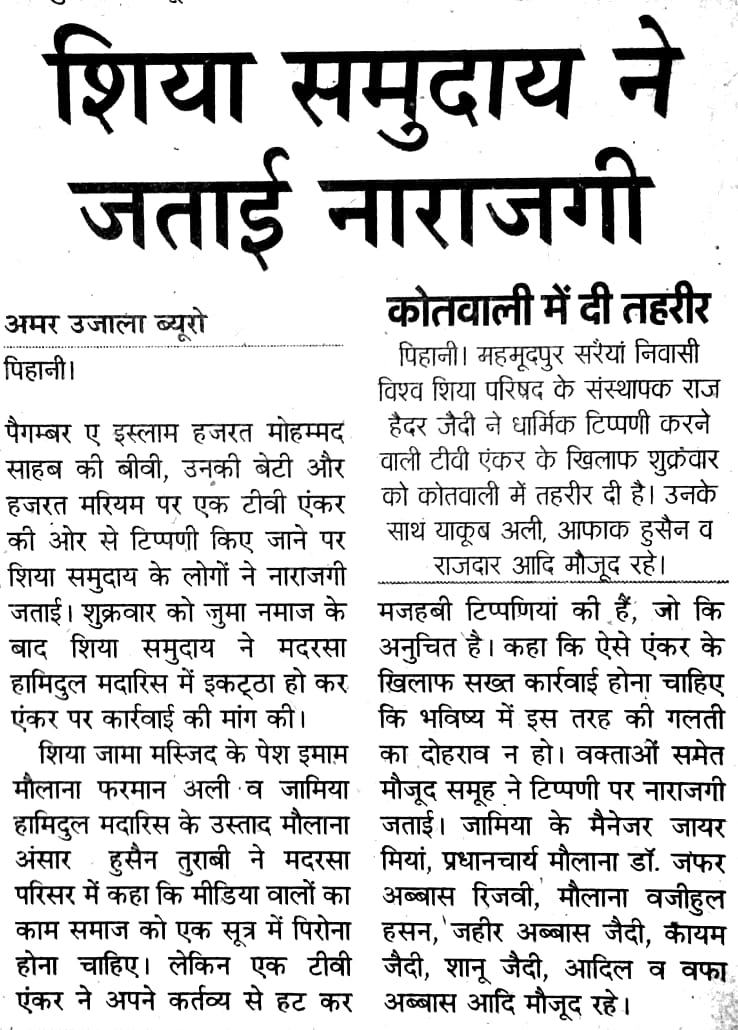 शिया समुदाय ने
जताई नाराजगी
अमर उजाला ब्यूरो
पिहानी।
पैगम्बर ए इस्लाम हजरत मोहम्मद
साहब की बीवी, उनकी बेटी और
हजरत मरियम पर एक टीवी एंकर
की ओर से टिप्पणी किए जाने पर
शिया समुदाय के लोगों ने नाराजगी
जताई। शुक्रवार को जुमा नमाज के
बाद शिया समुदाय ने मदरसा
हामिदुल मदारिस में इकट्ठा हो कर
एंकर पर कार्रवाई की मांग की।
शिया जामा मस्जिद के पेश इमाम
मौलाना फरमान अली व जामिया
हामिदुल मदारिस के उस्ताद मौलाना
अंसार हुसैन तुराबी ने मदरसा
परिसर में कहा कि मीडिया वालों का
काम समाज को एक सूत्र में पिरोना
होना चाहिए। लेकिन एक टीवी
एंकर ने अपने कर्तव्य से हट कर
कोतवाली में दी तहरीर
पिहानी। महमूदपुर सरैयां निवासी
विश्व शिया परिषद के संस्थापक राज
हैदर जैदी ने धार्मिक टिप्पणी करने
वाली टीवी एंकर के खिलाफ शुक्रवार
को कोतवाली में तहरीर दी है। उनके
साथ याकूब अली, आफाक हुसैन व
राजदार आदि मौजूद रहे।
मजहबी टिप्पणियां की हैं, जो कि
अनुचित है। कहा कि ऐसे एंकर के
खिलाफ सख्त कार्रवाई होना चाहिए
कि भविष्य में इस तरह की गलती
का दोहराव न हो। वक्ताओं समेत
मौजूद समूह ने टिप्पणी पर नाराजगी
जताई। जामिया के मैनेजर जायर
मियां, प्रधानचार्य मौलाना डॉ. जफर
अब्बास रिजवी, मौलाना वजीहुल
हसन, जहीर अब्बास जैदी, कायम
जैदी, शानू जैदी, आदिल व वफा
अब्बास आदि मौजूद रहे।